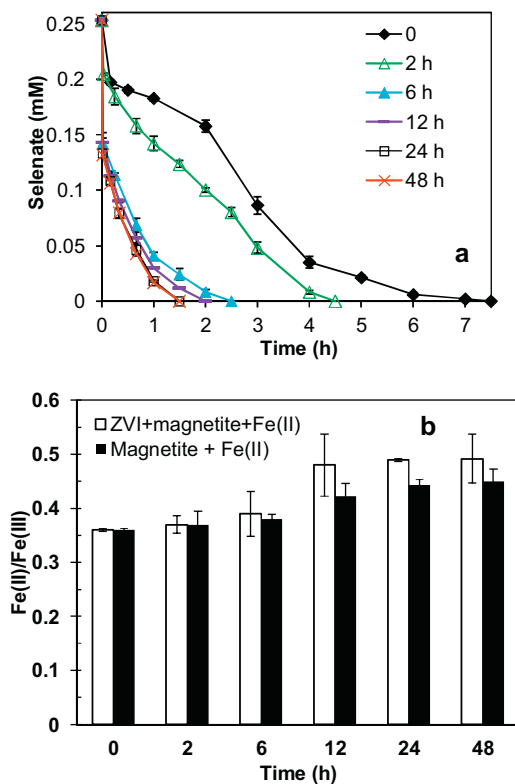 a
0.25
0.2
0.15
0.1
0.05
0
Selenate (mM)
0
2 h
6 h
12 h
24 h
48 h
0 1 2 3 4 5 6 7
Time (h)
b
0.6
0.5
0.4
0.3
0.2
0.1
0
Fe(II)/Fe(III)
ZVI+magnetite+Fe(II)
Magnetite + Fe(II)
0 2 6 12 24 48
Time (h)